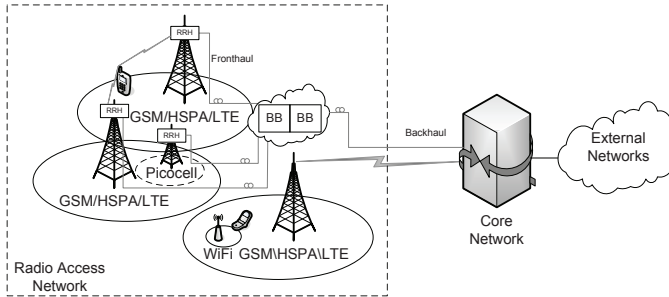 RRH
Fronthaul
RRH
GSM/HSPA/LTE
BB BB
RRH
Backhaul
External
Networks
Picocell
GSM/HSPA/LTE
Core
Network
WiFi GSM\HSPA\LTE
Radio Access
Network